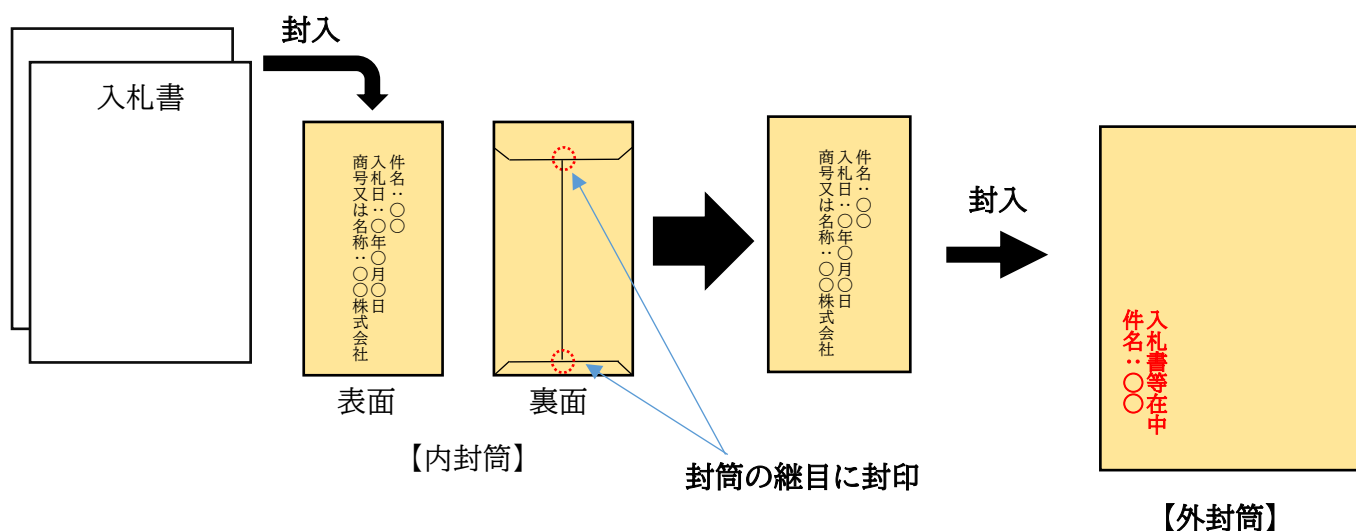 封入
入札書
件名：〇〇
入札日：〇年〇月〇日
商号又は名称：〇〇株式会社
表面
裏面
【内封筒】
封筒の継目に封印
件名：〇〇
入札日：〇年〇月〇日
商号又は名称：〇〇株式会社
封入
入札書等在中
件名：〇〇
【外封筒】